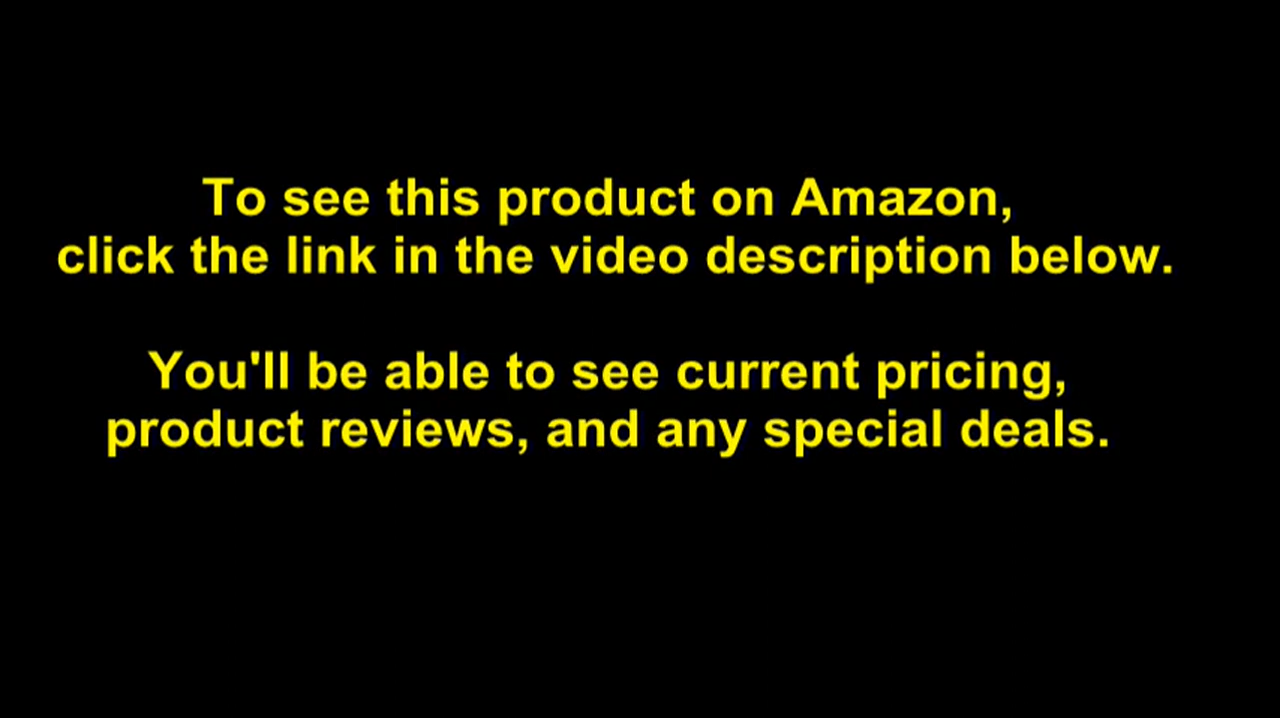 To see this product on Amazon,
click the link in the video description below.
You'll be able to see current pricing,
product reviews, and any special deals.